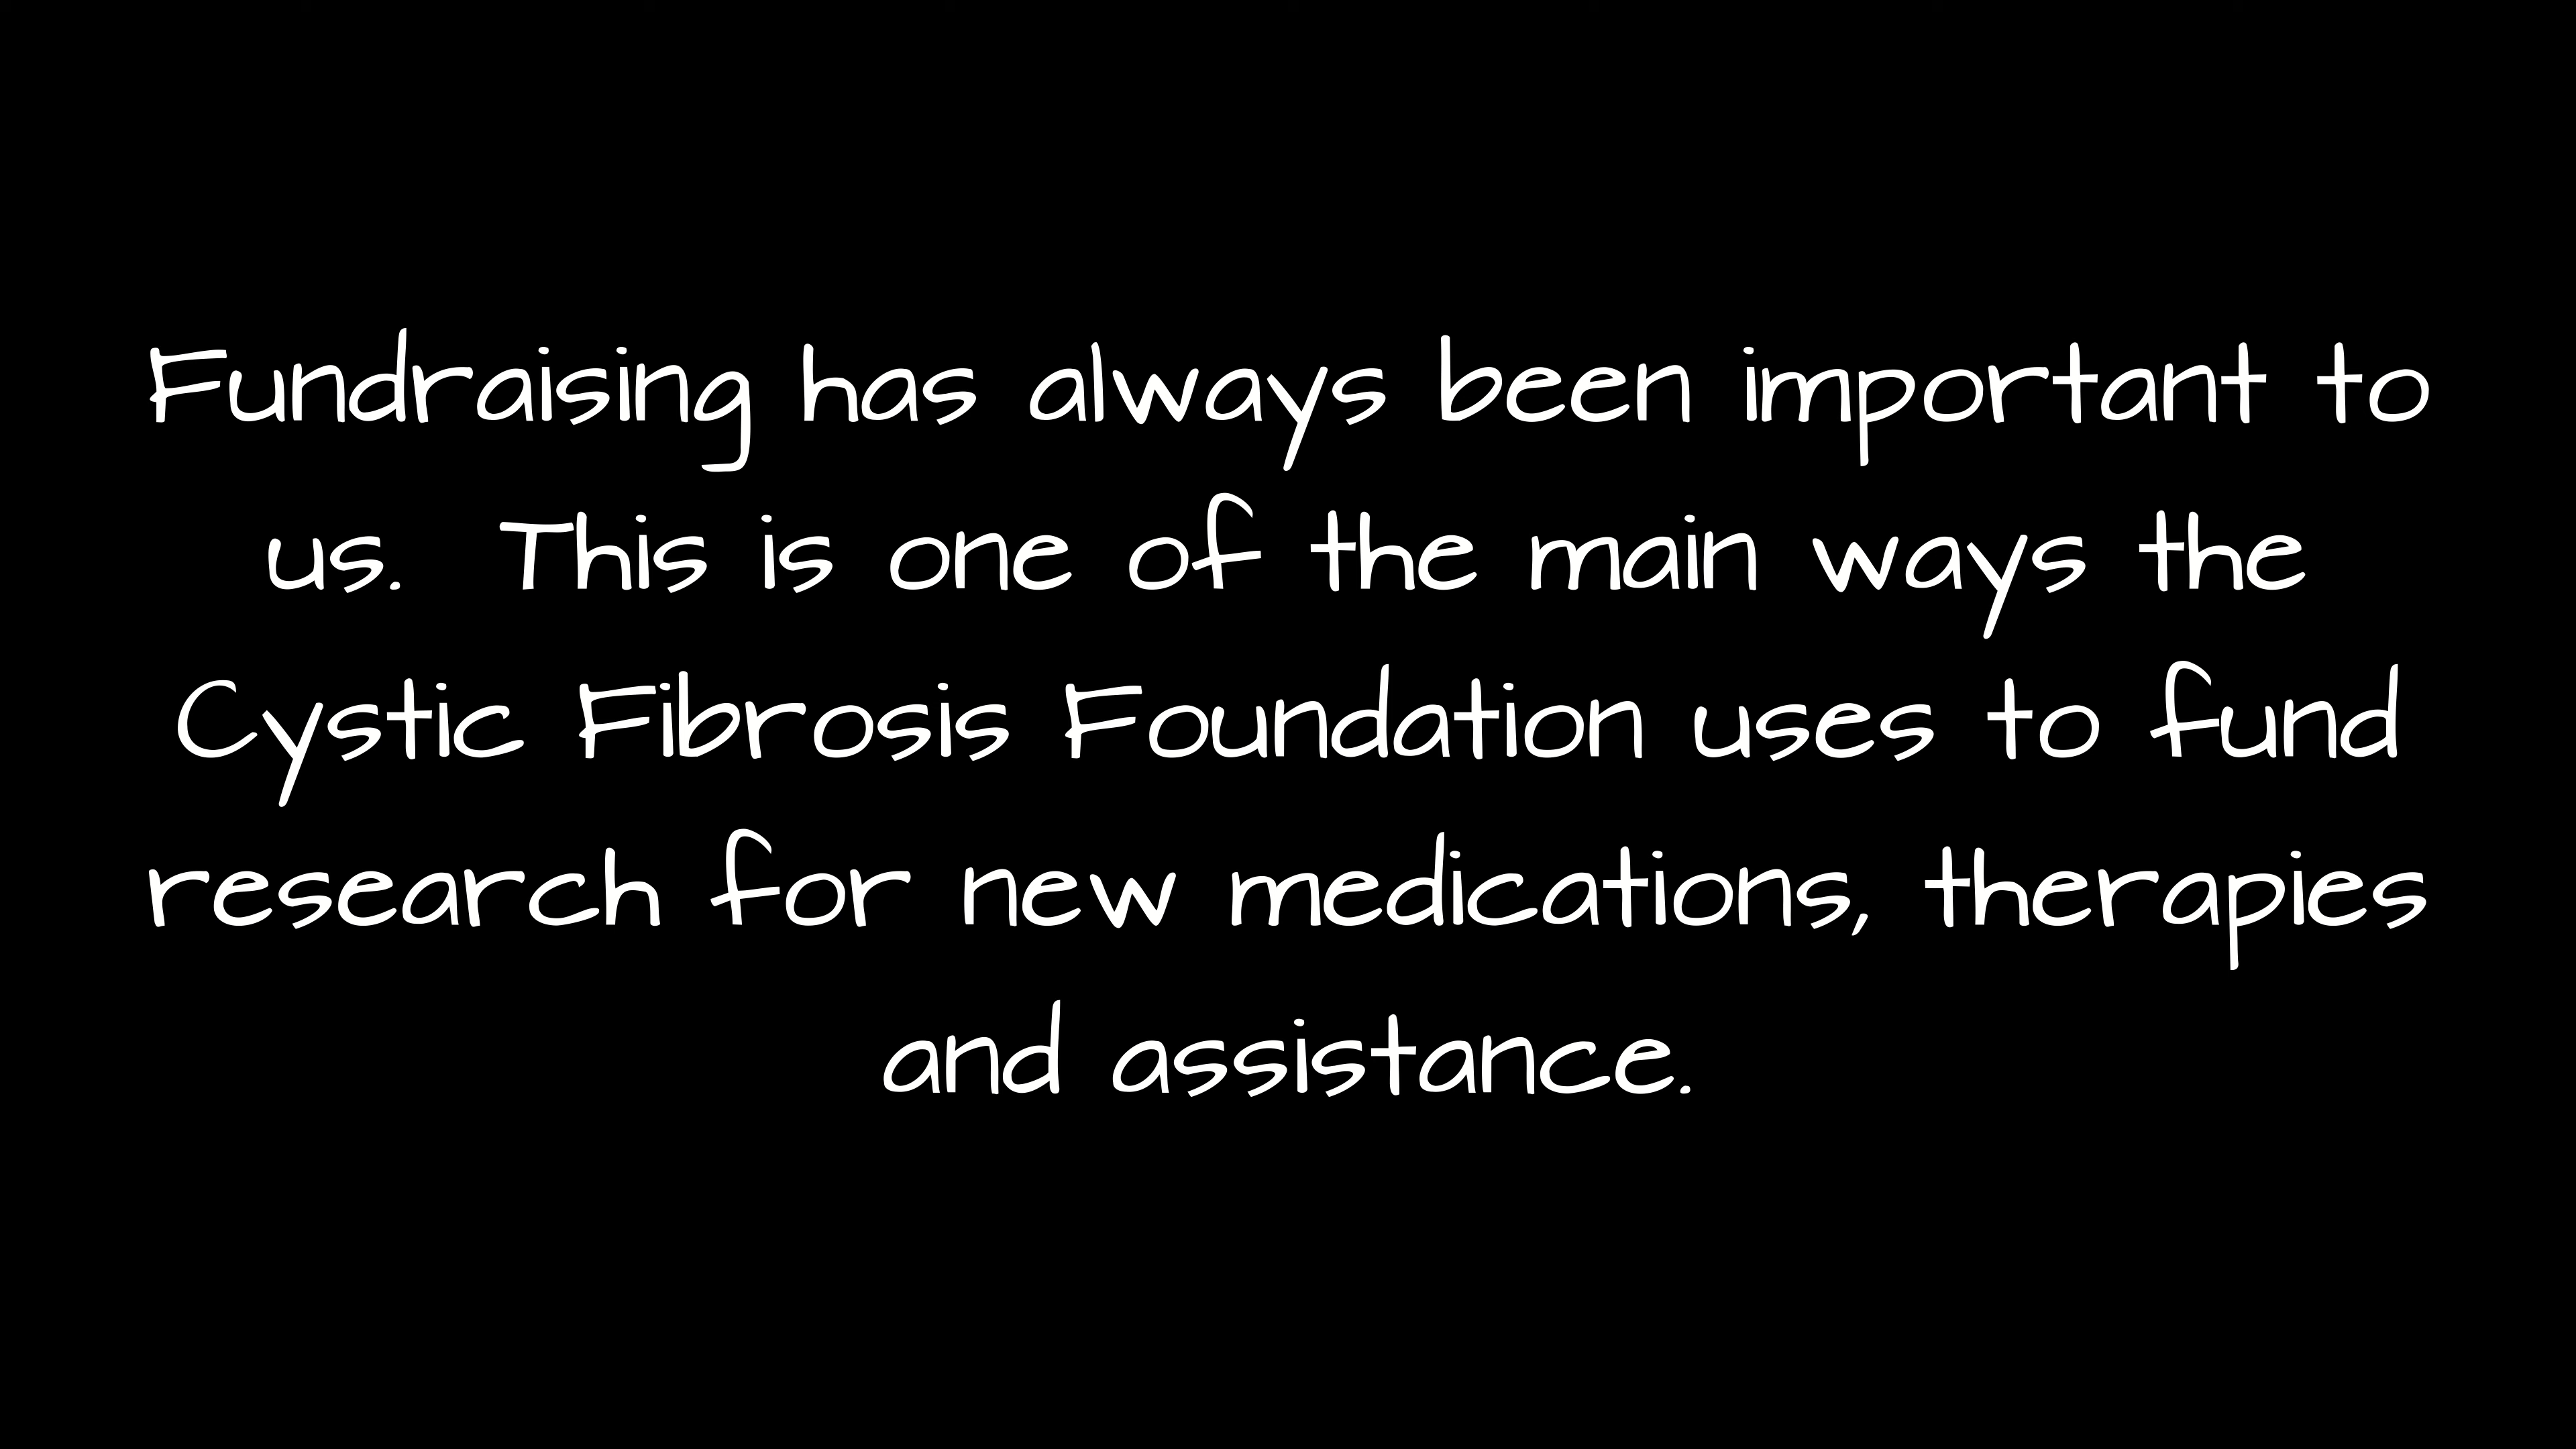 Fundraising has always been important to
us.  This is one of the main ways the
Cystic Fibrosis Foundation uses to fund
research for new medications, therapies
and assistance.